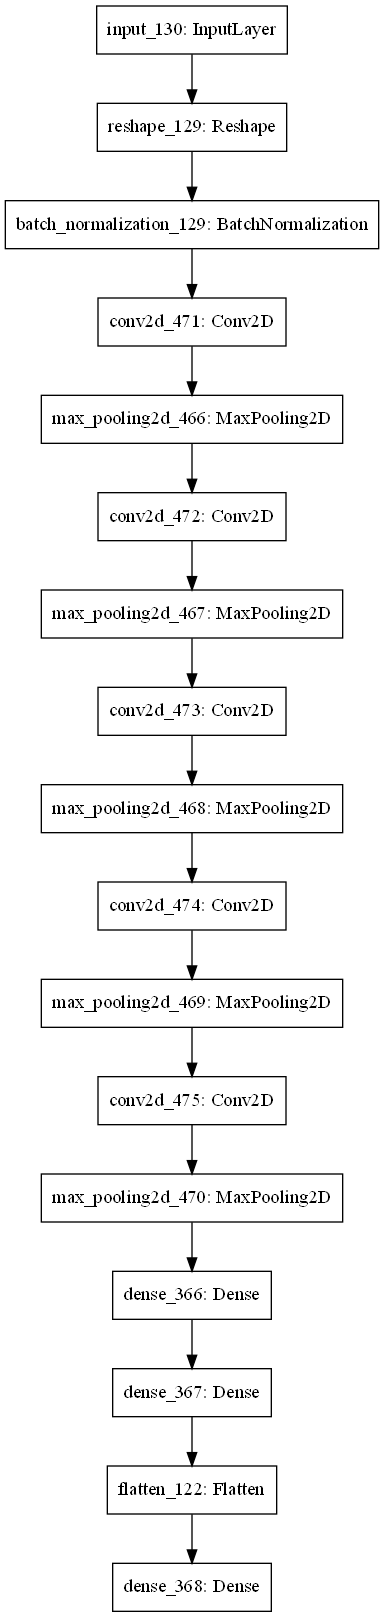 input_130: InputLayer
reshape_129: Reshape
batch_normalization_129: BatchNormalization
conv2d_471: Conv2D
max_pooling2d_466: MaxPooling2D
conv2d_472: Conv2D
max_pooling2d_467: MaxPooling2D
conv2d_473: Conv2D
max_pooling2d_468: MaxPooling2D
conv2d_474: Conv2D
max_pooling2d_469: MaxPooling2D
conv2d_475: Conv2D
max_pooling2d_470: MaxPooling2D
dense_366: Dense
dense_367: Dense
flatten_122: Flatten
dense_368: Dense